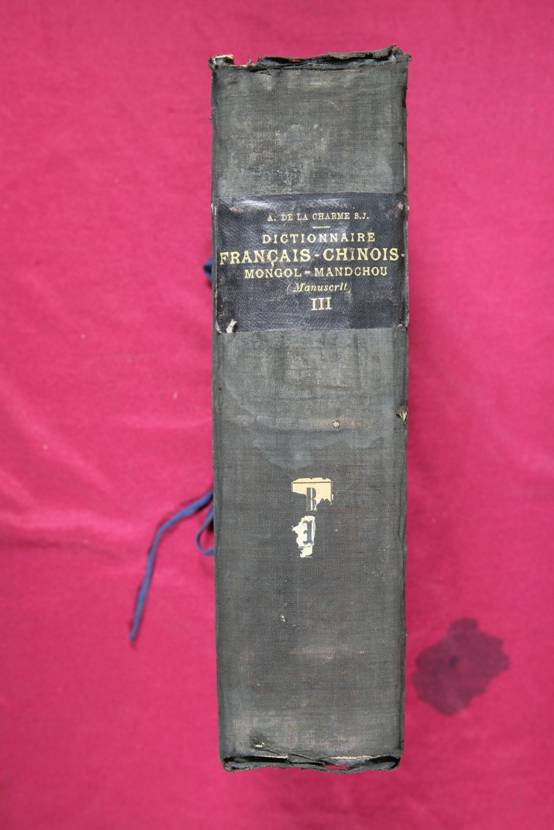 A. DE LA CHARME S.J.
DICTIONNAIRE
FRANÇAIS-CHINOIS-
MONGOL-MANDCHOU
(Manuscrit
III
R